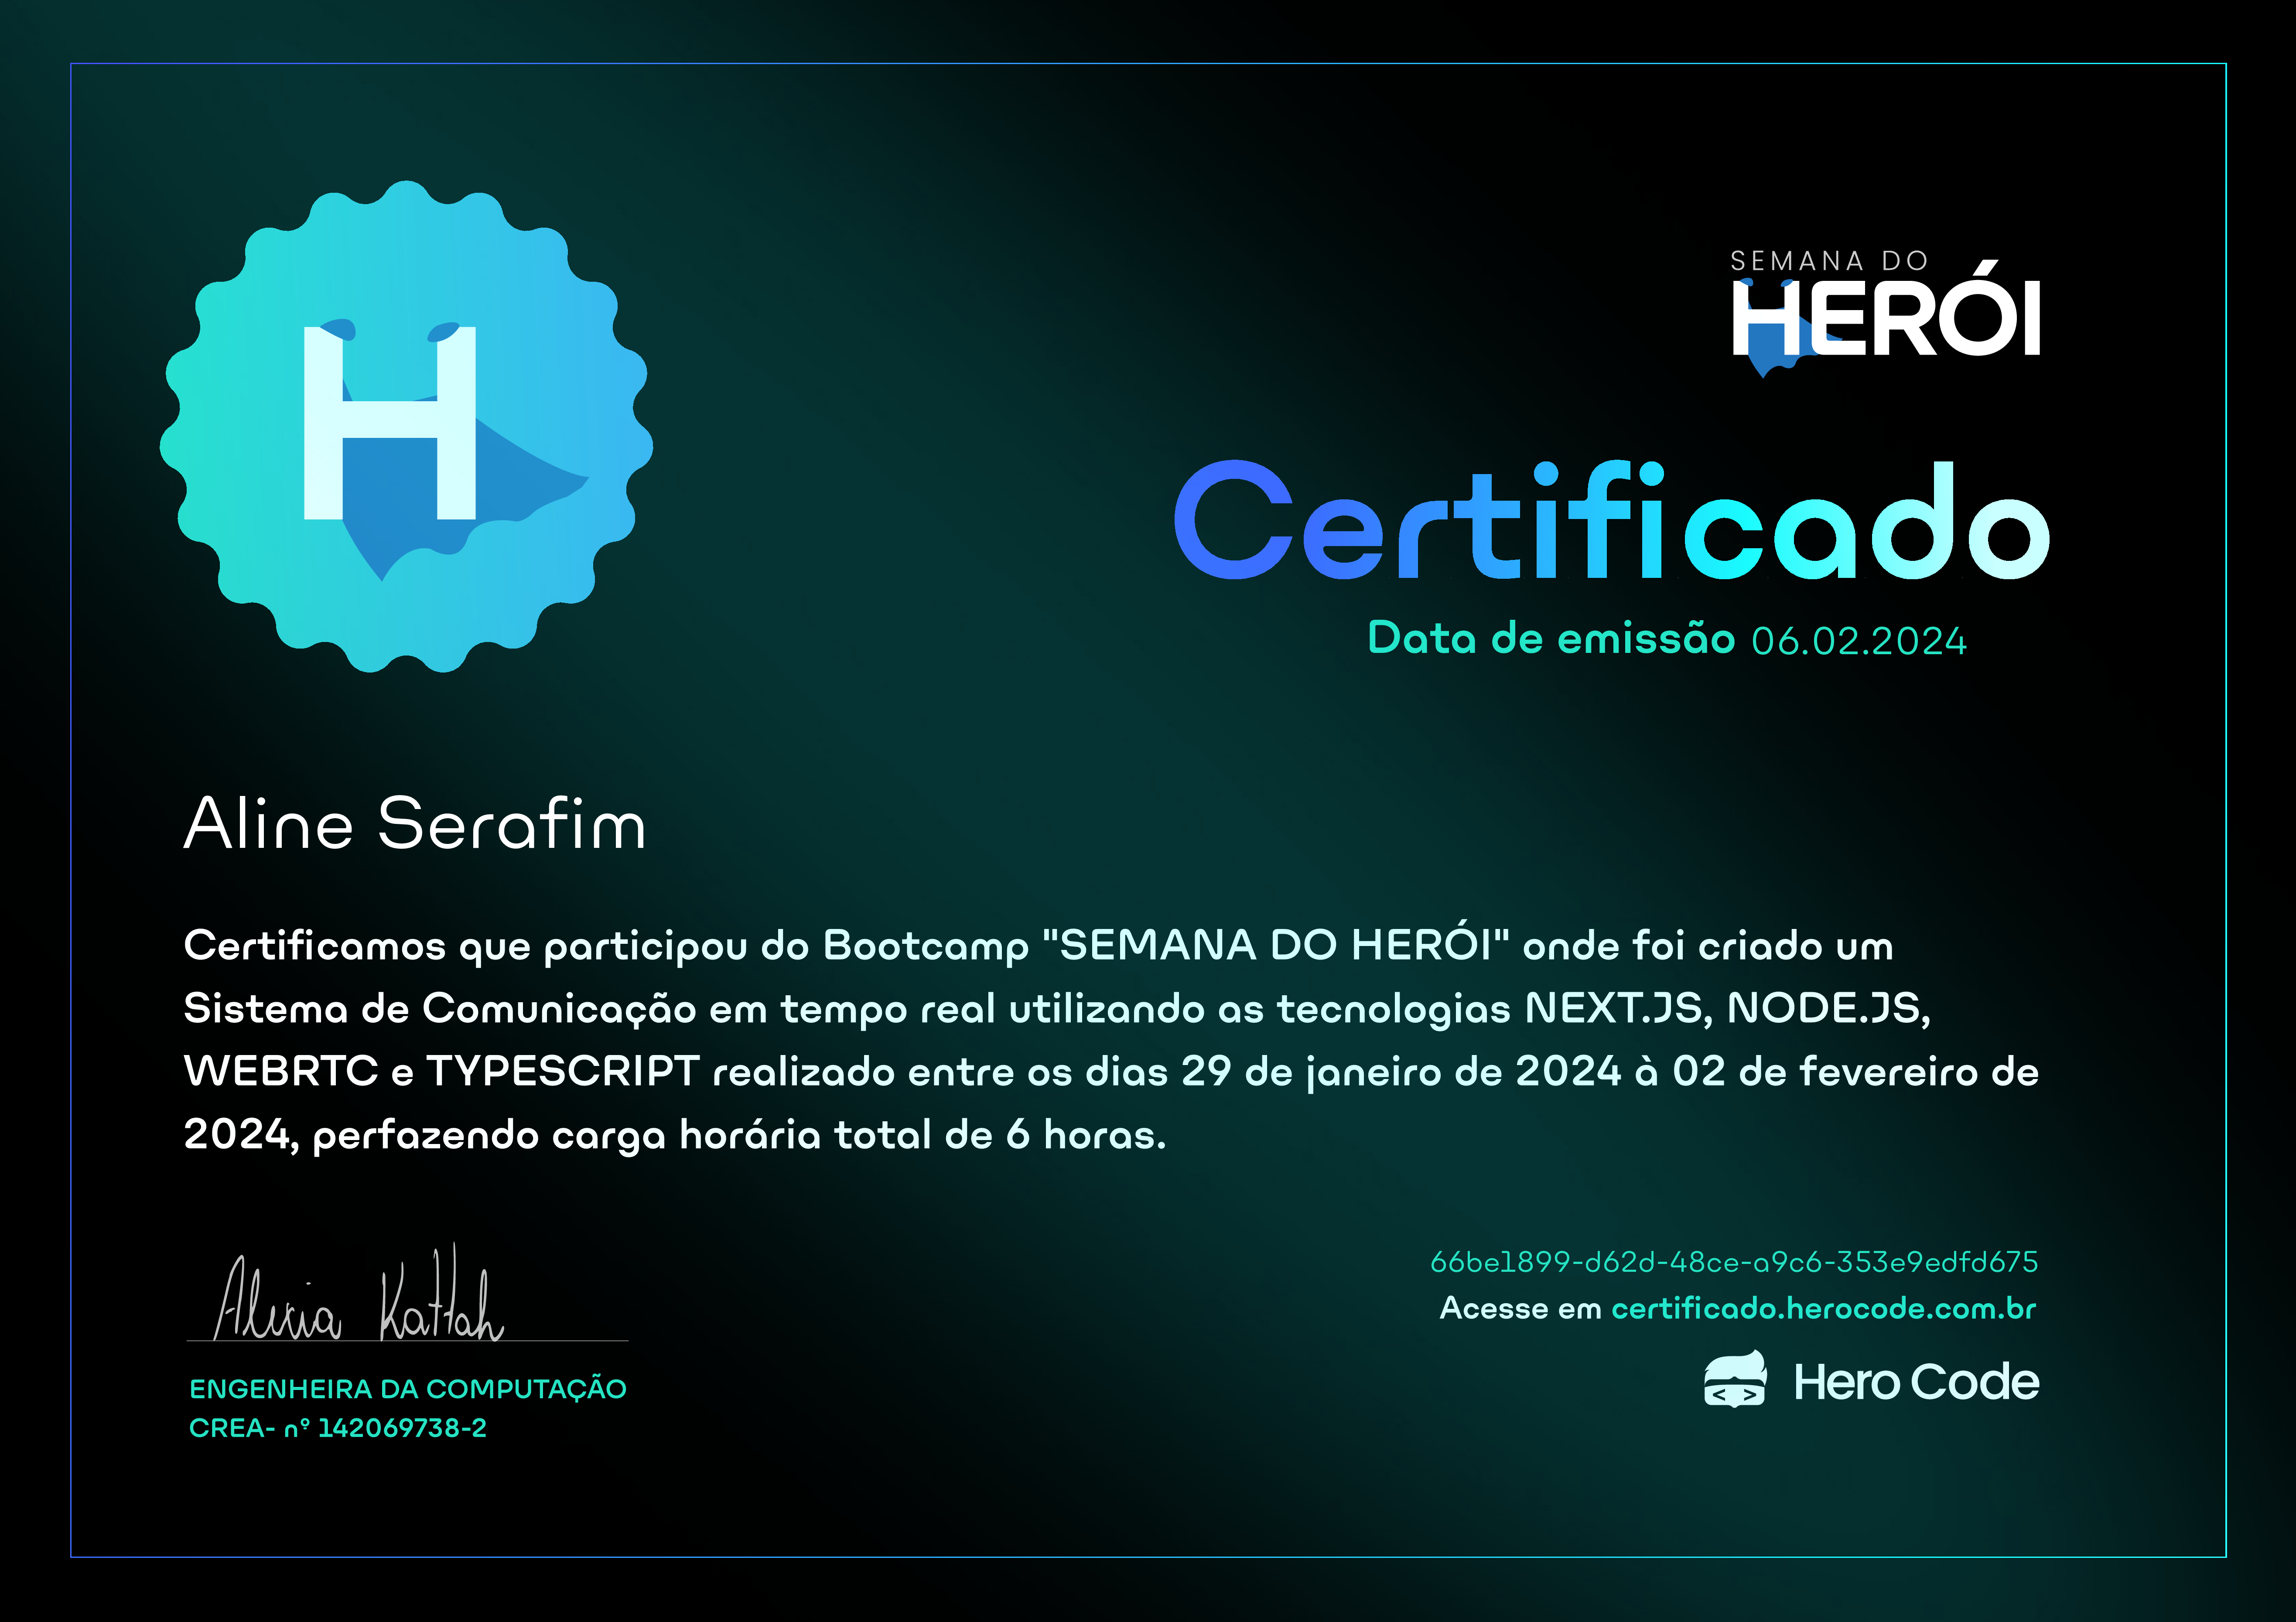 H
SEMANA DO
HERÓI
Certificado
Data de emissão 06.02.2024
Aline Serafim
Certificamos que participou do Bootcamp "SEMANA DO HERÓI" onde foi criado um
Sistema de Comunicação em tempo real utilizando as tecnologias NEXT.JS, NODE.JS,
WEBRTC e TYPESCRIPT realizado entre os dias 29 de janeiro de 2024 à 02 de fevereiro de
2024, perfazendo carga horária total de 6 horas.
Kattah
ENGENHEIRA DA COMPUTAÇÃO
CREA- nº 142069738-2
66be1899-d62d-48ce-a9c6-353e9edfd675
Acesse em certificado.herocode.com.br
< >
Hero Code